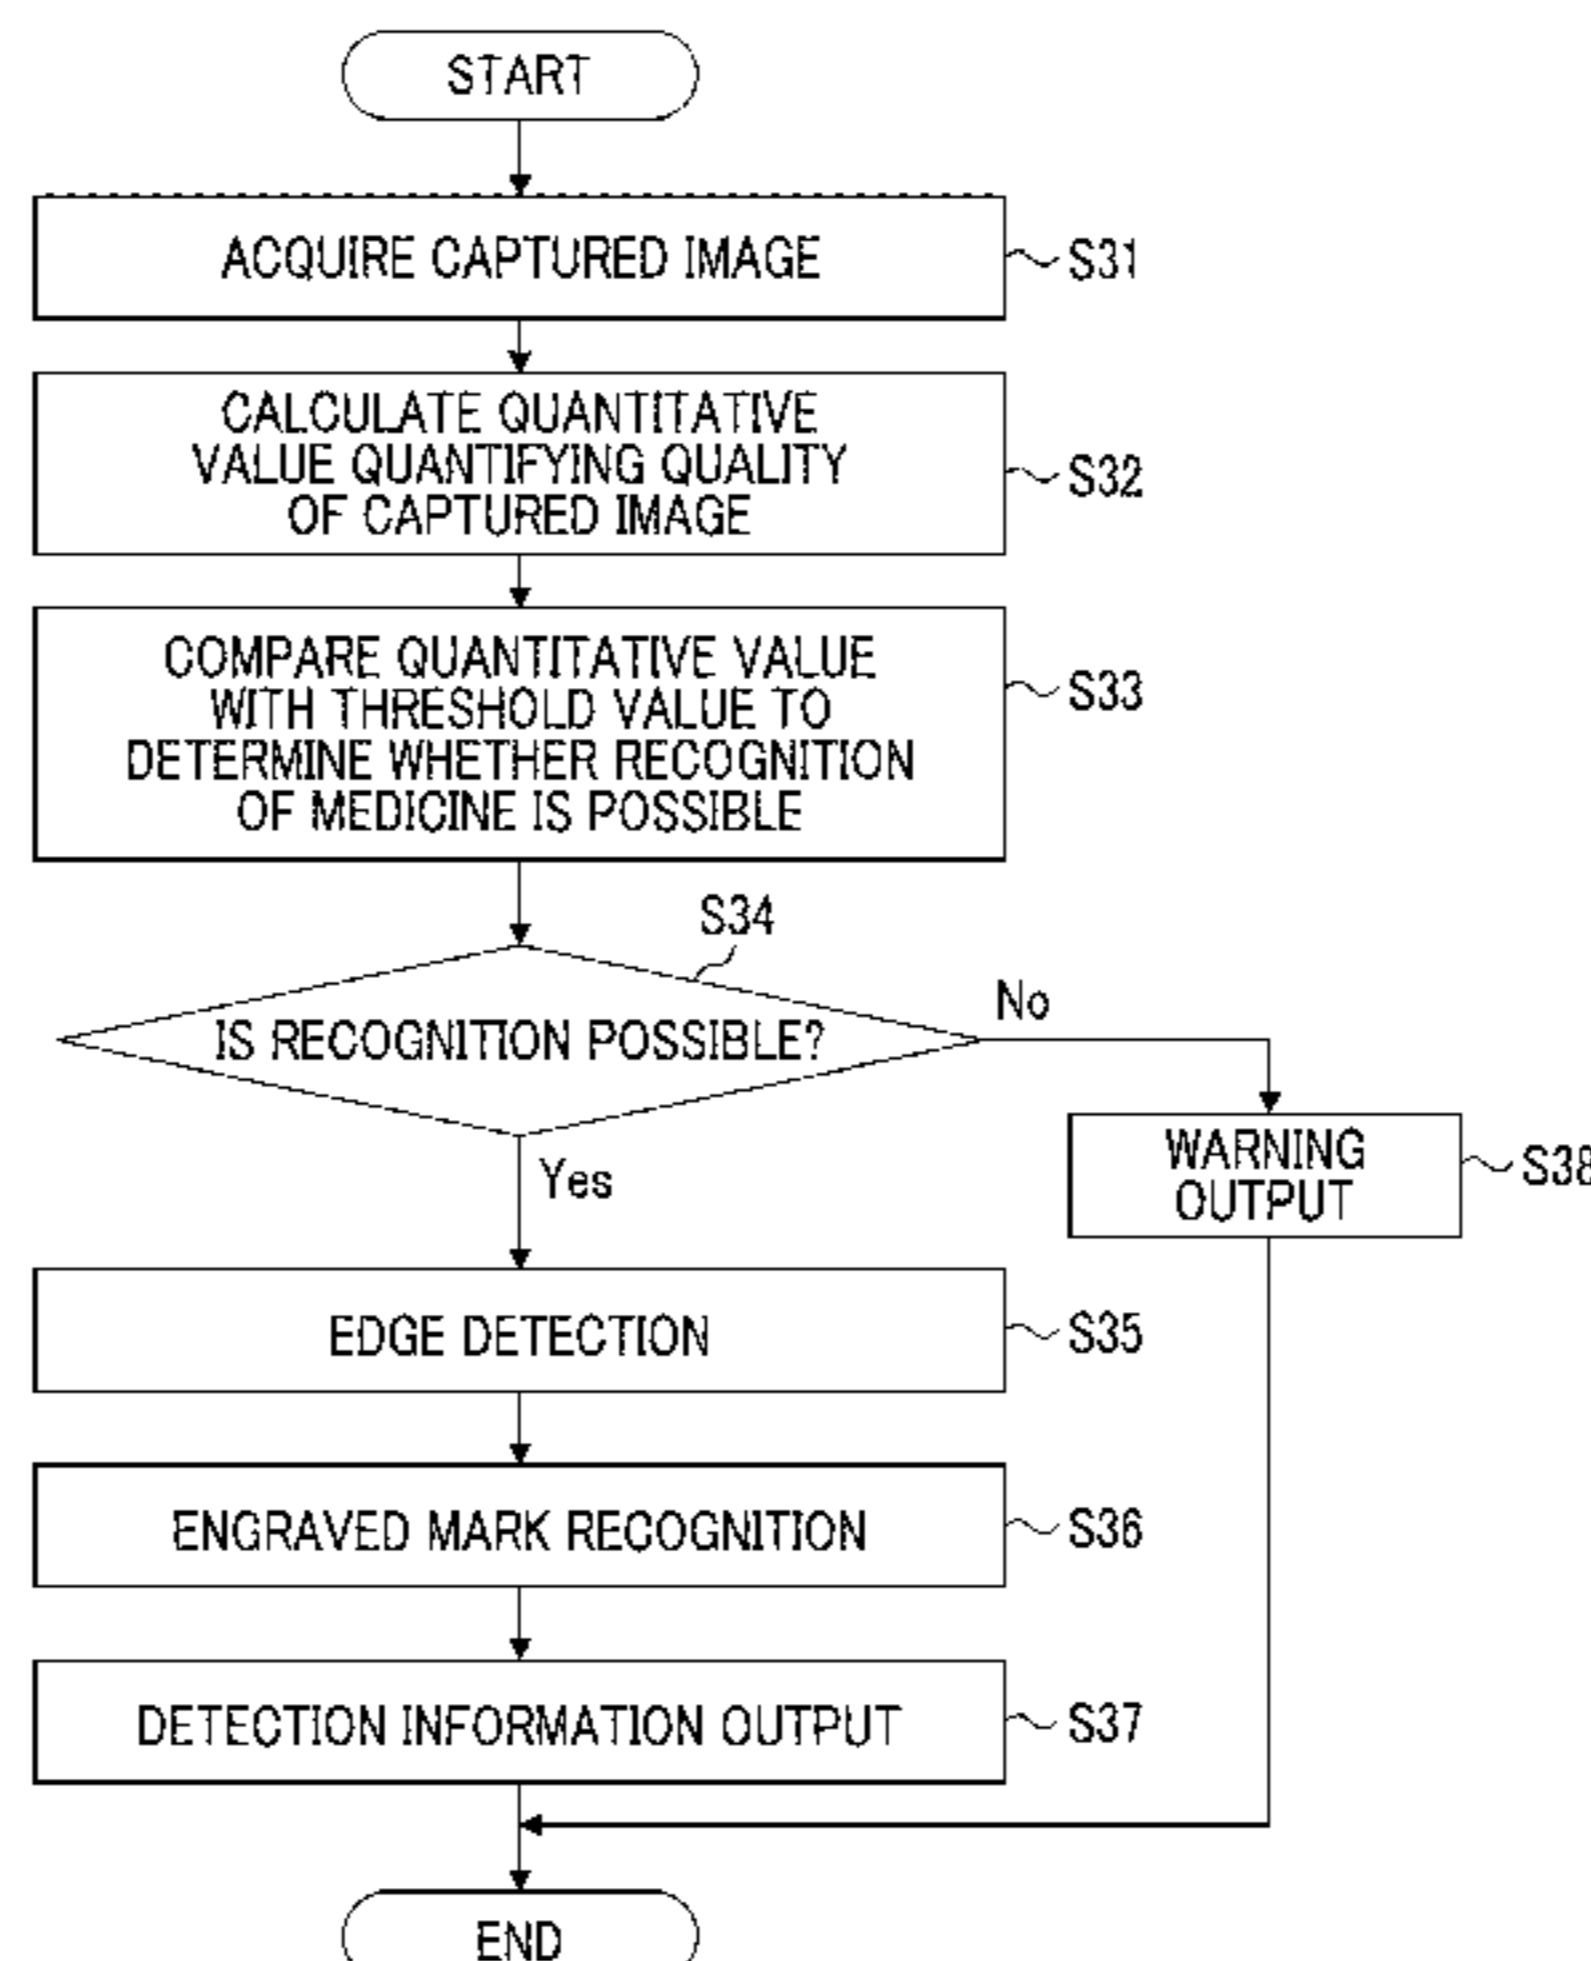 START
ACQUIRE CAPTURED IMAGE
S31
CALCULATE QUANTITATIVE
VALUE QUANTIFYING QUALITY
OF CAPTURED IMAGE
S32
COMPARE QUANTITATIVE VALUE
WITH THRESHOLD VALUE TO
DETERMINE WHETHER RECOGNITION
OF MEDICINE IS POSSIBLE
S33
S34
IS RECOGNITION POSSIBLE?
No
Yes
WARNING
OUTPUT
S38
EDGE DETECTION
S35
ENGRAVED MARK RECOGNITION
S36
DETECTION INFORMATION OUTPUT
S37
END